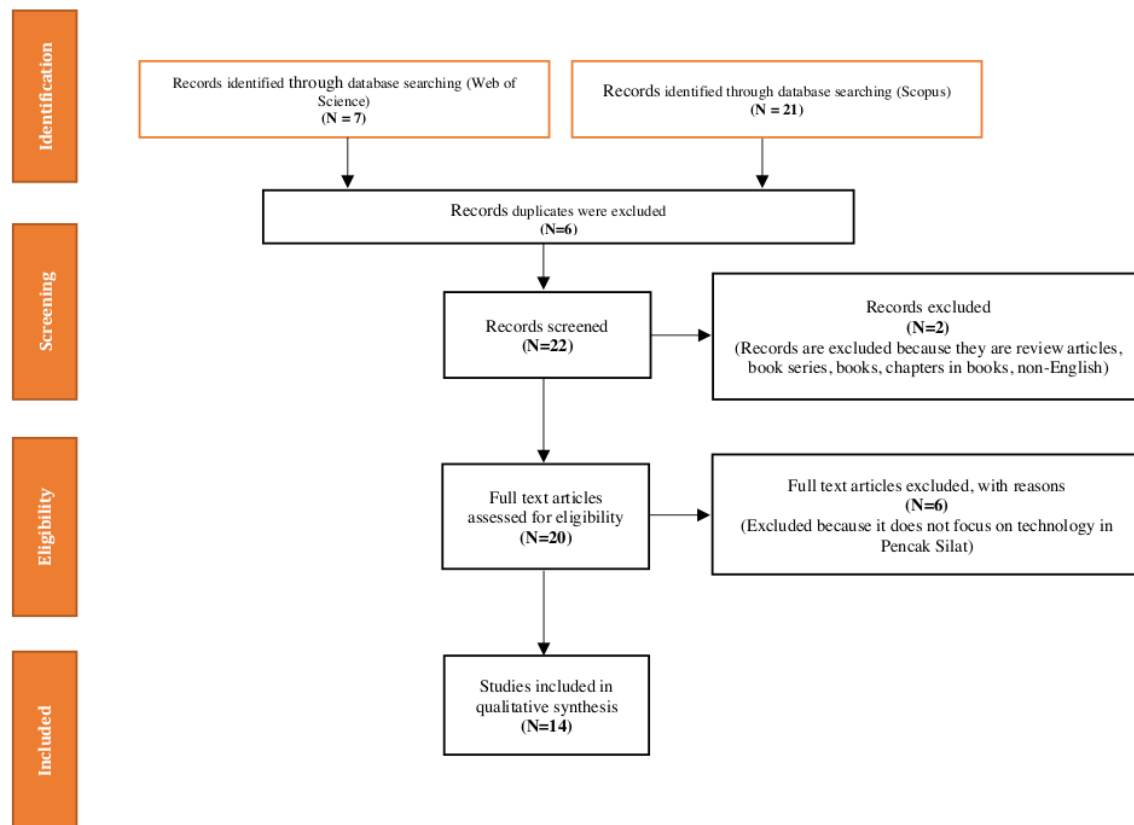 Identification
Records identified through database searching (Web of
Science)
(N = 7)
Records identified through database searching (Scopus)
(N = 21)
Records duplicates were excluded
(N=6)
Screening
Records screened
(N=22)
Records excluded
(N=2)
(Records are excluded because they are review articles,
book series, books, chapters in books, non-English)
Eligibility
Full text articles
assessed for eligibility
(N=20)
Full text articles excluded, with reasons
(N=6)
(Excluded because it does not focus on technology in
Pencak Silat)
Included
Studies included in
qualitative synthesis
(N=14)